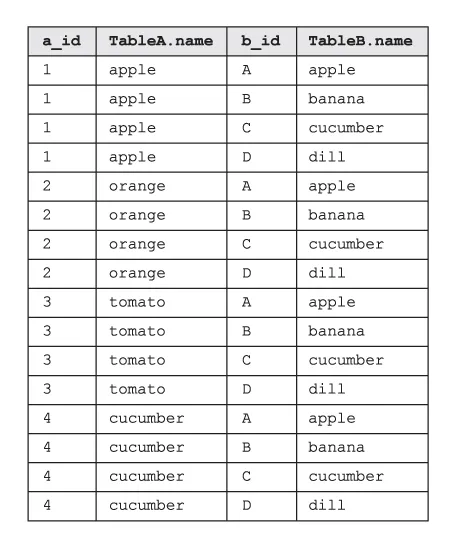 a_id TableA.name b_id TableB.name
1 apple A apple
1 apple B banana
1 apple C cucumber
1 apple D dill
2 orange A apple
2 orange B banana
2 orange C cucumber
2 orange D dill
3 tomato A apple
3 tomato B banana
3 tomato C cucumber
3 tomato D dill
4 cucumber A apple
4 cucumber B banana
4 cucumber C cucumber
4 cucumber D dill